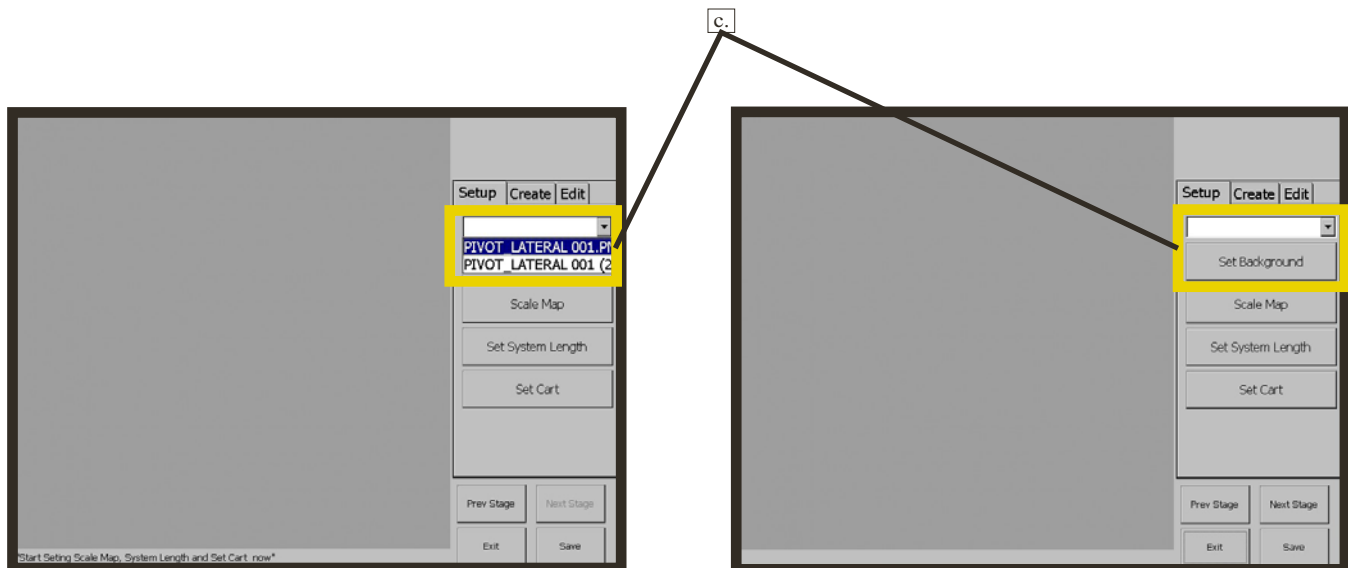 c.
Setup Create Edit
PIVOT_LATERAL 001.PN
PIVOT_LATERAL 001 (2
Scale Map
Set System Length
Set Cart
Prev Stage Next Stage
Exit Save
"Start Seting Scale Map, System Length and Set Cart now"
Setup Create Edit
Set Background
Scale Map
Set System Length
Set Cart
Prev Stage Next Stage
Exit Save